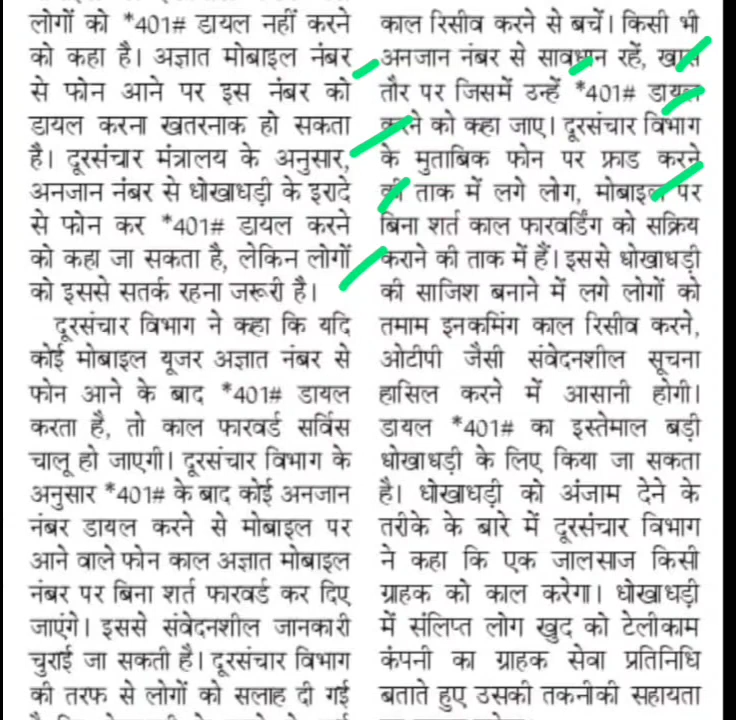 लोगों को *401# डायल नहीं करने
को कहा है। अज्ञात मोबाइल नंबर
से फोन आने पर इस नंबर को
डायल करना खतरनाक हो सकता
है। दूरसंचार मंत्रालय के अनुसार,
अनजान नंबर से धोखाधड़ी के इरादे
से फोन कर *401# डायल करने
को कहा जा सकता है, लेकिन लोगों
को इससे सतर्क रहना जरूरी है।
दूरसंचार विभाग ने कहा कि यदि
कोई मोबाइल यूजर अज्ञात नंबर से
फोन आने के बाद *401# डायल
करता है, तो काल फारवर्ड सर्विस
चालू हो जाएगी। दूरसंचार विभाग के
अनुसार *401# के बाद कोई अनजान
नंबर डायल करने से मोबाइल पर
आने वाले फोन काल अज्ञात मोबाइल
नंबर पर बिना शर्त फारवर्ड कर दिए
जाएंगे। इससे संवेदनशील जानकारी
चुराई जा सकती है। दूरसंचार विभाग
की तरफ से लोगों को सलाह दी गई
काल रिसीव करने से बचें। किसी भी
अनजान नंबर से सावधान रहें, खास
तौर पर जिसमें उन्हें *401# डायल
करने को कहा जाए। दूरसंचार विभाग
के मुताबिक फोन पर फ्राड करने
की ताक में लगे लोग, मोबाइल पर
बिना शर्त काल फारवर्डिंग को सक्रिय
कराने की ताक में हैं। इससे धोखाधड़ी
की साजिश बनाने में लगे लोगों को
तमाम इनकमिंग काल रिसीव करने,
ओटीपी जैसी संवेदनशील सूचना
हासिल करने में आसानी होगी।
डायल *401# का इस्तेमाल बड़ी
धोखाधड़ी के लिए किया जा सकता
है। धोखाधड़ी को अंजाम देने के
तरीके के बारे में दूरसंचार विभाग
ने कहा कि एक जालसाज किसी
ग्राहक को काल करेगा। धोखाधड़ी
में संलिप्त लोग खुद को टेलीकाम
कंपनी का ग्राहक सेवा प्रतिनिधि
बताते हुए उसकी तकनीकी सहायता